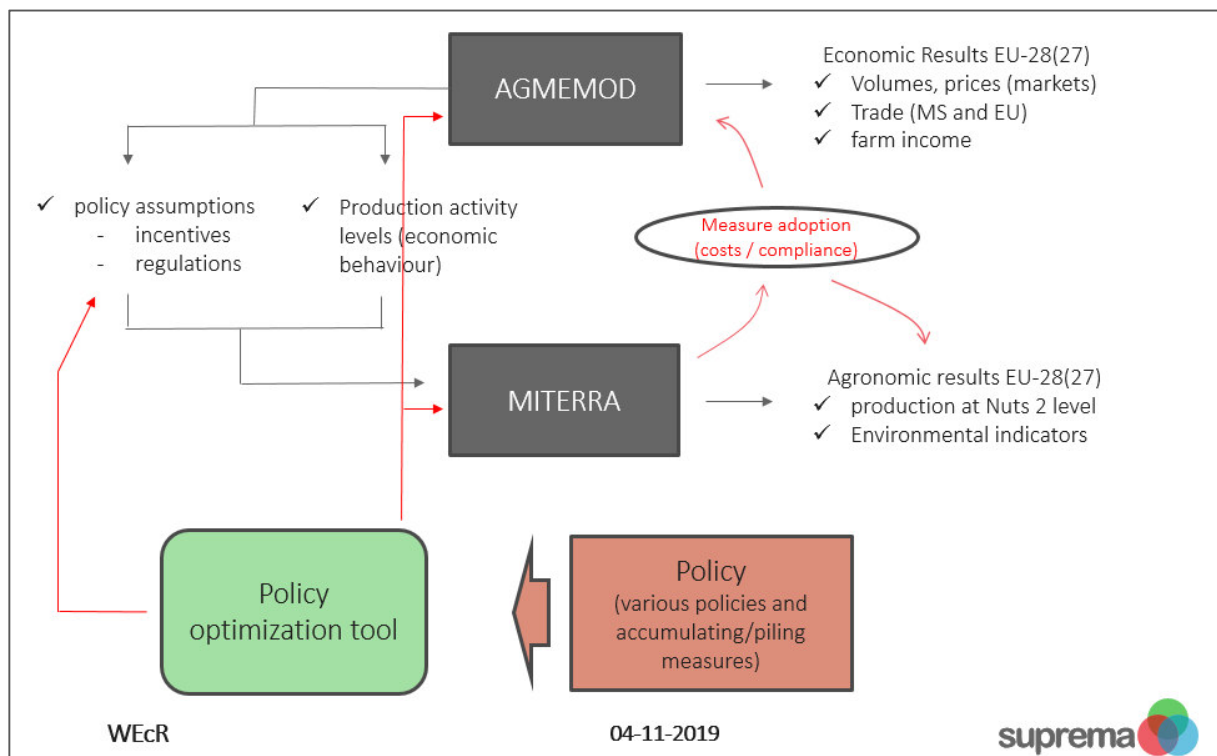 AGMEMOD
Economic Results EU-28(27)
✓ Volumes, prices (markets)
✓ Trade (MS and EU)
✓ farm income
✓ policy assumptions
- incentives
- regulations
✓ Production activity
levels (economic
behaviour)
Measure adoption
(costs / compliance)
MITERRA
Agronomic results EU-28(27)
✓ production at Nuts 2 level
✓ Environmental indicators
Policy
optimization tool
Policy
(various policies and
accumulating/piling
measures)
WEcR
04-11-2019
suprema